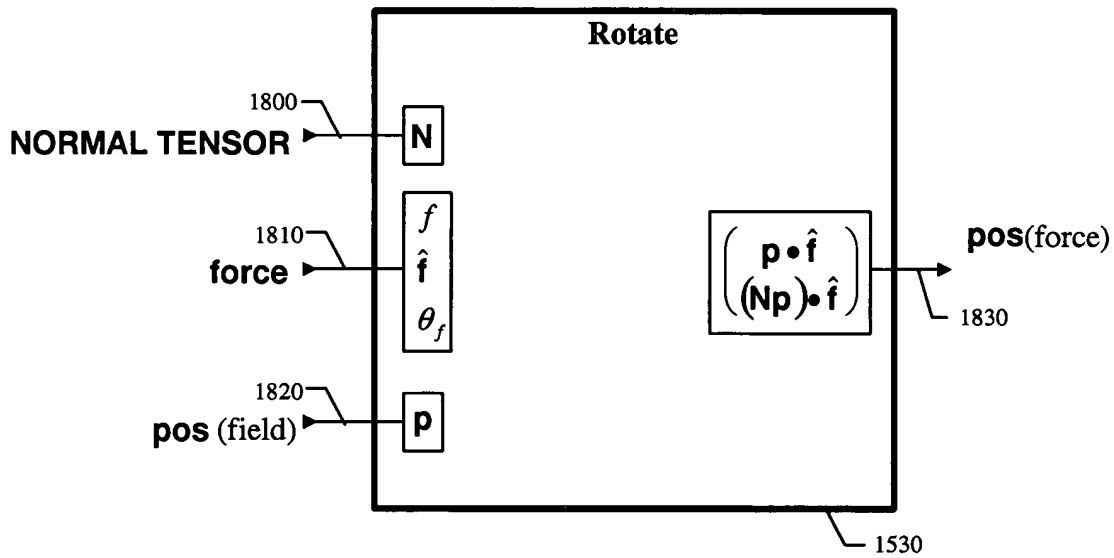 Rotate
1800
NORMAL TENSOR
N
1810
force
f
f̂
θ_f
1820
pos (field)
p
p • f̂
(Np) • f̂
pos(force)
1830
1530